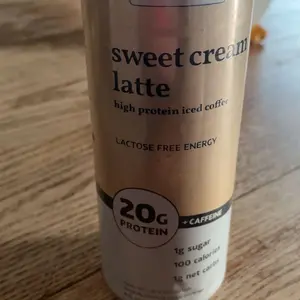 sweet cream
latte
high protein iced coffee
LACTOSE FREE ENERGY
20G
PROTEIN
+ CAFFEINE
1g sugar
100 calories
1g net carbs